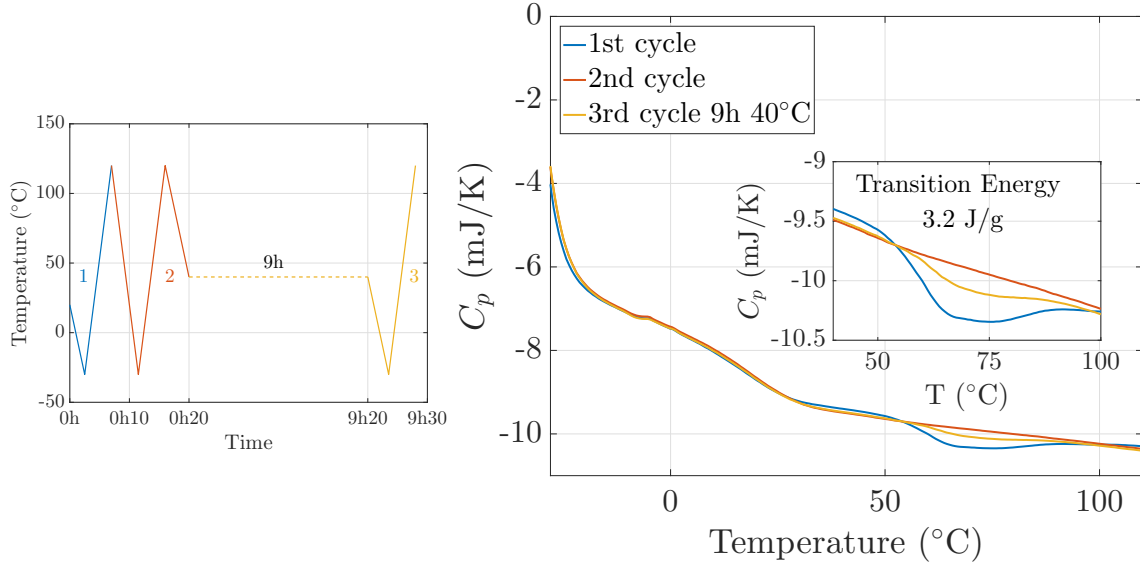 150
100
50
0
-50
Temperature (°C)
1
2
9h
3
0h
0h10
0h20
9h20
9h30
Time
0
-2
-4
-6
-8
-10
C_p (mJ/K)
1st cycle
2nd cycle
3rd cycle 9h 40°C
-9
-9.5
-10
-10.5
C_p (mJ/K)
Transition Energy
3.2 J/g
50
75
100
T (°C)
0
50
100
Temperature (°C)